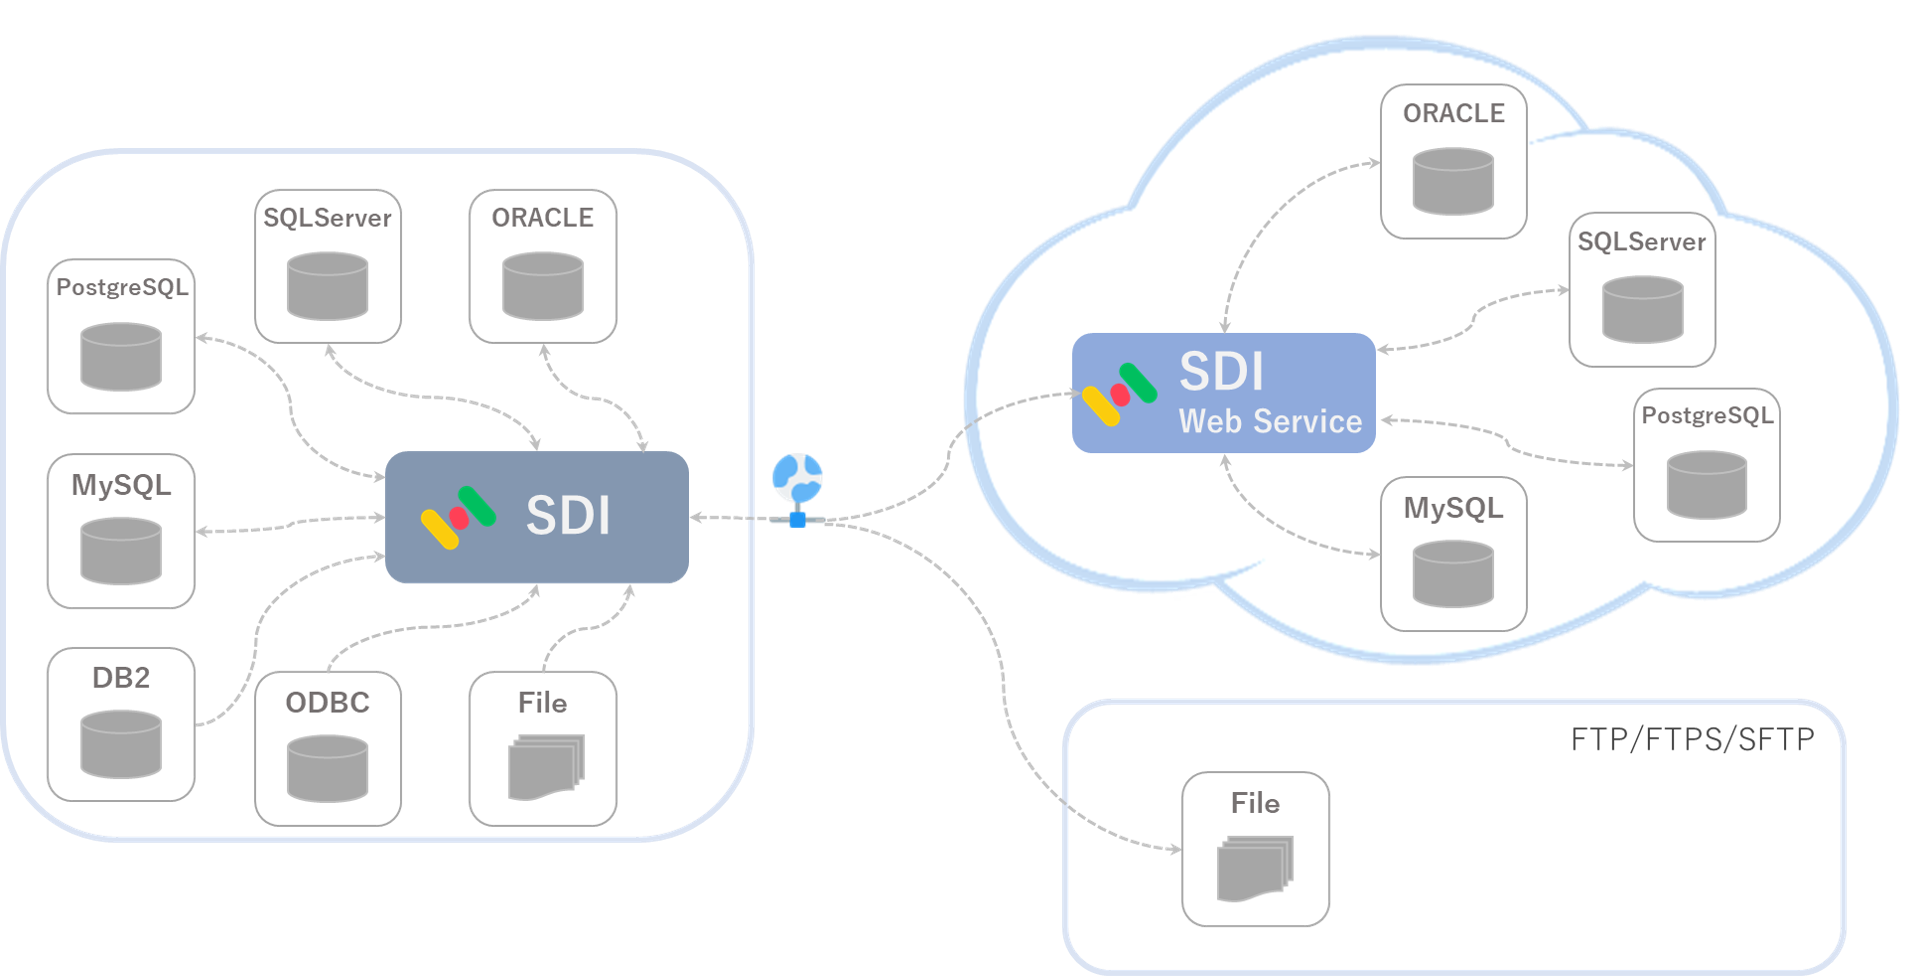 SQLServer
ORACLE
PostgreSQL
MySQL
SDI
DB2
ODBC
File
ORACLE
SQLServer
SDI
Web Service
PostgreSQL
MySQL
FTP/FTPS/SFTP
File